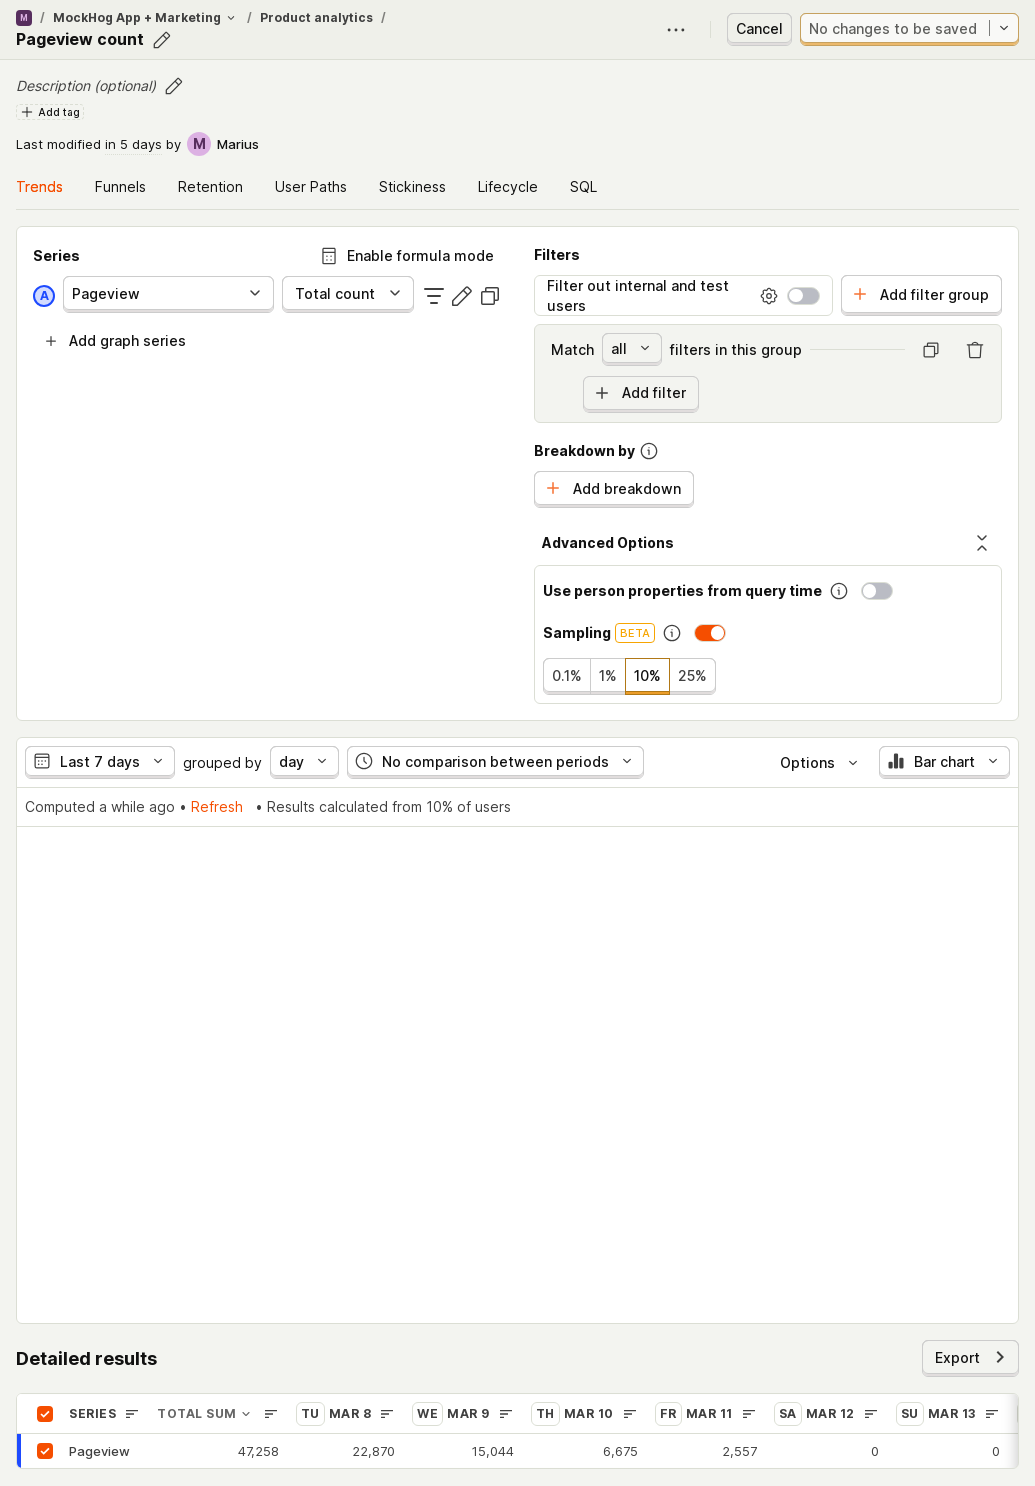 M / MockHog App + Marketing / Product analytics /
Pageview count
Cancel
No changes to be saved
Description (optional)
Add tag
Last modified in 5 days by M Marius
Trends Funnels Retention User Paths Stickiness Lifecycle SQL
Series
Enable formula mode
A Pageview Total count
Add graph series
Filters
Filter out internal and test
users
Add filter group
Match all filters in this group
Add filter
Breakdown by
Add breakdown
Advanced Options
Use person properties from query time
Sampling BETA
0.1% 1% 10% 25%
Last 7 days grouped by day No comparison between periods Options Bar chart
Computed a while ago • Refresh • Results calculated from 10% of users
Detailed results
Export
SERIES TOTAL SUM TU MAR 8 WE MAR 9 TH MAR 10 FR MAR 11 SA MAR 12 SU MAR 13
Pageview 47,258 22,870 15,044 6,675 2,557 0 0